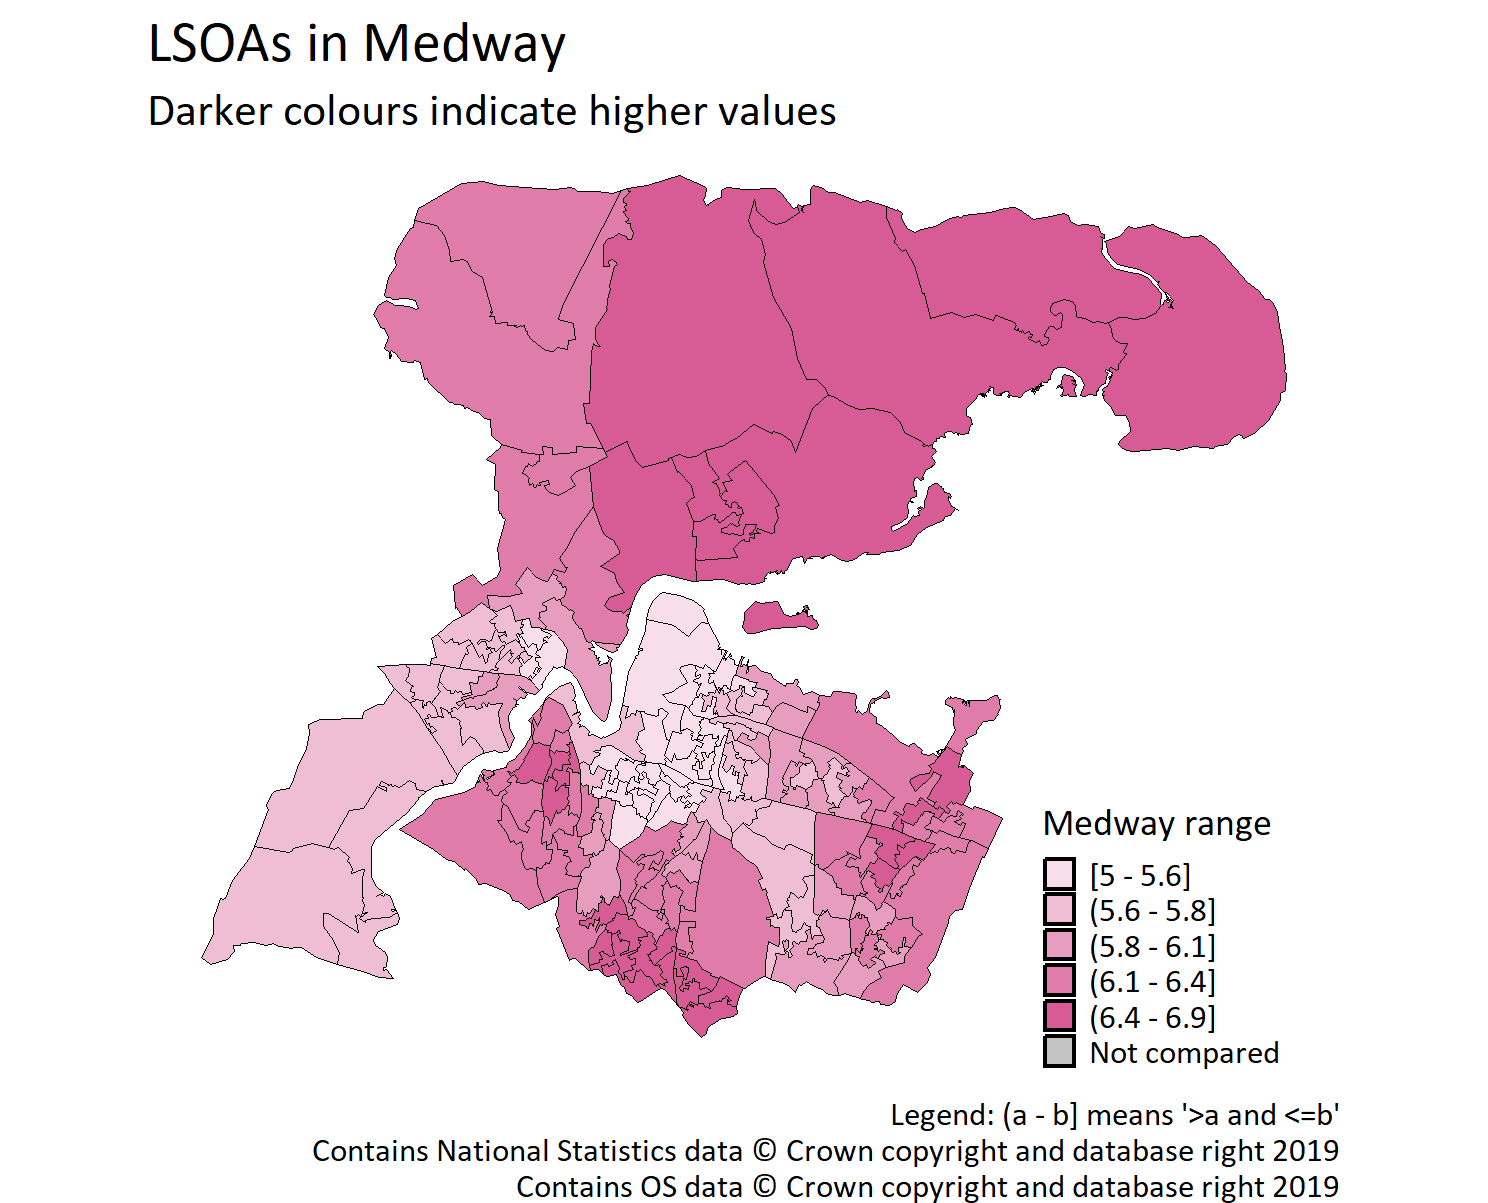 LSOAs in Medway
Darker colours indicate higher values
Medway range
[5 - 5.6]
(5.6 - 5.8]
(5.8 - 6.1]
(6.1 - 6.4]
(6.4 - 6.9]
Not compared
Legend: (a - b] means '>a and <=b'
Contains National Statistics data © Crown copyright and database right 2019
Contains OS data © Crown copyright and database right 2019